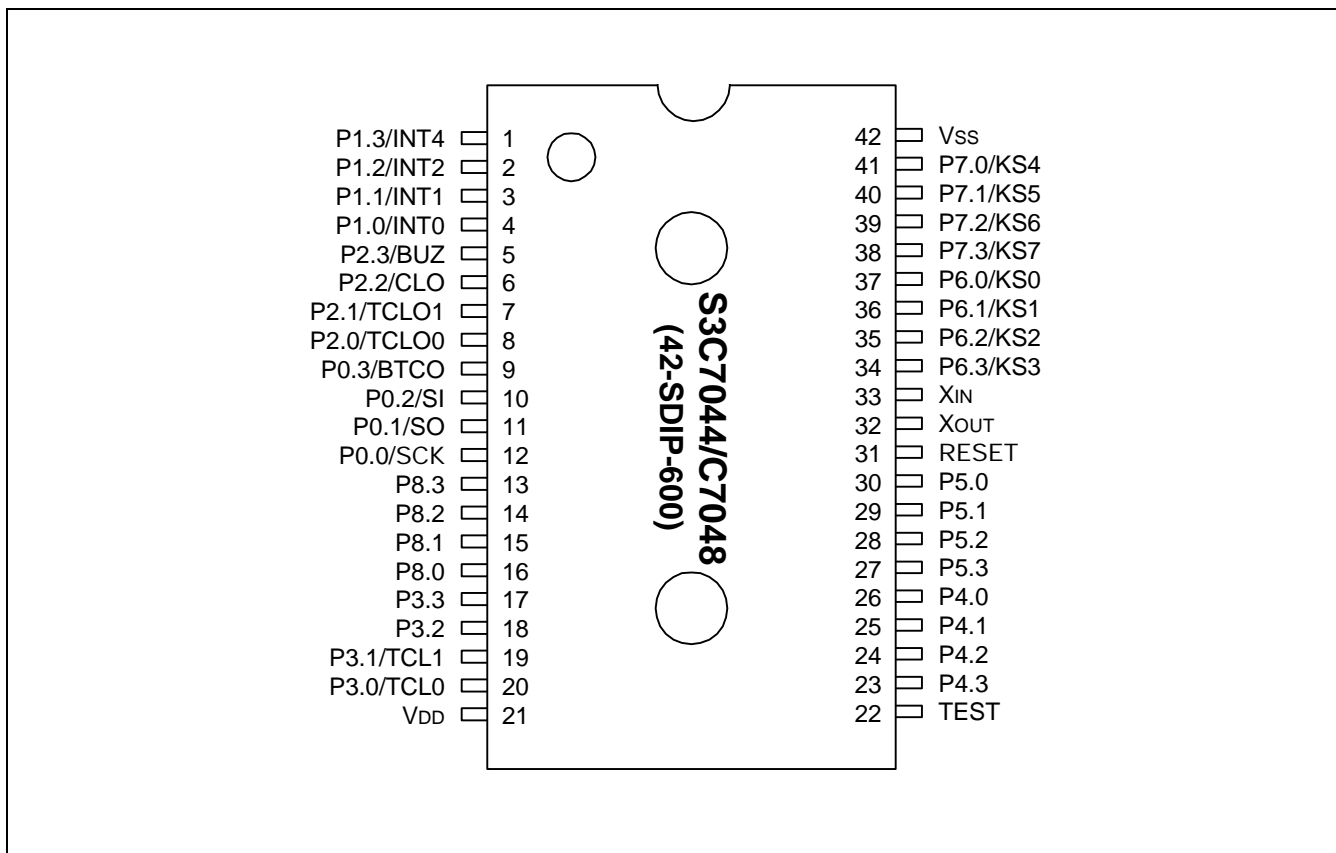 P1.3/INT4 1
P1.2/INT2 2
P1.1/INT1 3
P1.0/INT0 4
P2.3/BUZ 5
P2.2/CLO 6
P2.1/TCLO1 7
P2.0/TCLO0 8
P0.3/BTCO 9
P0.2/SI 10
P0.1/SO 11
P0.0/SCK 12
P8.3 13
P8.2 14
P8.1 15
P8.0 16
P3.3 17
P3.2 18
P3.1/TCL1 19
P3.0/TCL0 20
VDD 21
S3C7044/C7048
(42-SDIP-600)
42 VSS
41 P7.0/KS4
40 P7.1/KS5
39 P7.2/KS6
38 P7.3/KS7
37 P6.0/KS0
36 P6.1/KS1
35 P6.2/KS2
34 P6.3/KS3
33 XIN
32 XOUT
31 RESET
30 P5.0
29 P5.1
28 P5.2
27 P5.3
26 P4.0
25 P4.1
24 P4.2
23 P4.3
22 TEST